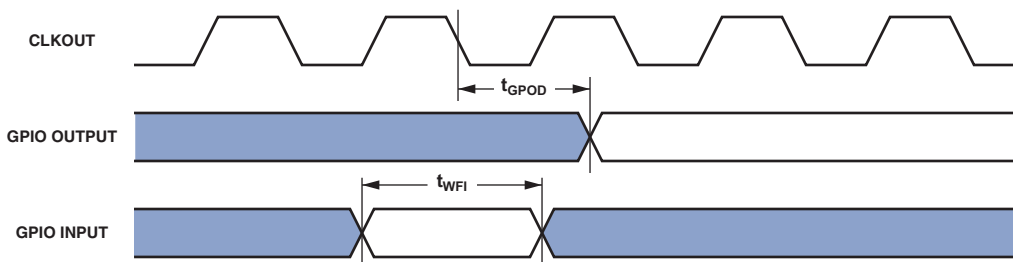 CLKOUT
tGPOD
GPIO OUTPUT
tWFI
GPIO INPUT